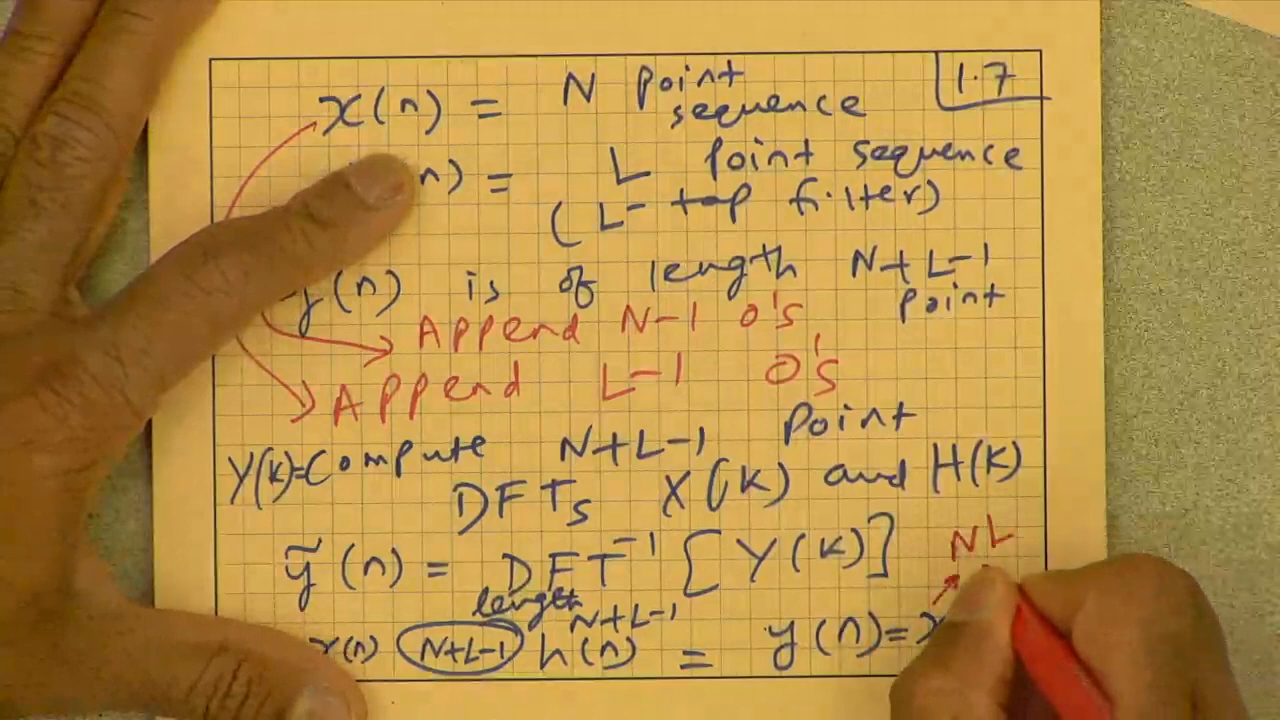 1.7
x(n) = N point sequence
n) = L point sequence
(L-tap filter)
y(n) is of length N+L-1 point
Append N-1 0's
Append L-1 0's
Y(k)=Compute N+L-1 Point
DFTs X(k) and H(k)
ỹ(n) = DFT⁻¹ [Y(k)] NL
length N+L-1
x(n) (N+L-1) h(n) = y(n)=x